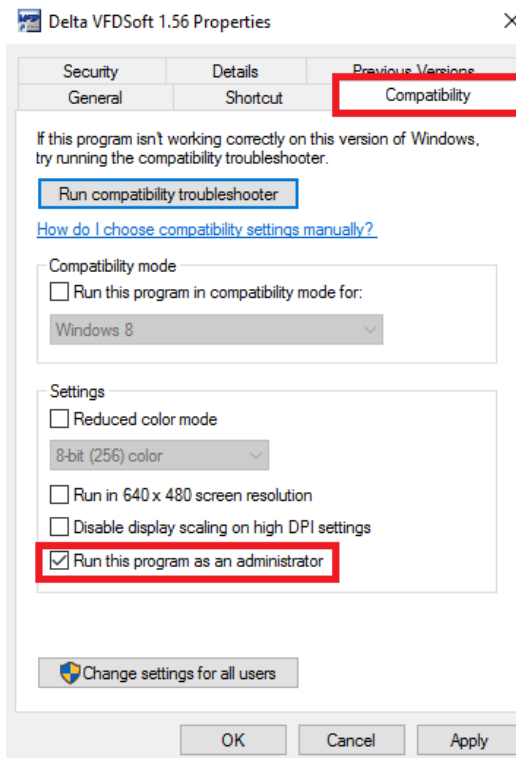 Delta VFDSoft 1.56 Properties
Security Details Previous Versions
General Shortcut Compatibility
If this program isn't working correctly on this version of Windows,
try running the compatibility troubleshooter.
Run compatibility troubleshooter
How do I choose compatibility settings manually?
Compatibility mode
Run this program in compatibility mode for:
Windows 8
Settings
Reduced color mode
8-bit (256) color
Run in 640 x 480 screen resolution
Disable display scaling on high DPI settings
Run this program as an administrator
Change settings for all users
OK Cancel Apply